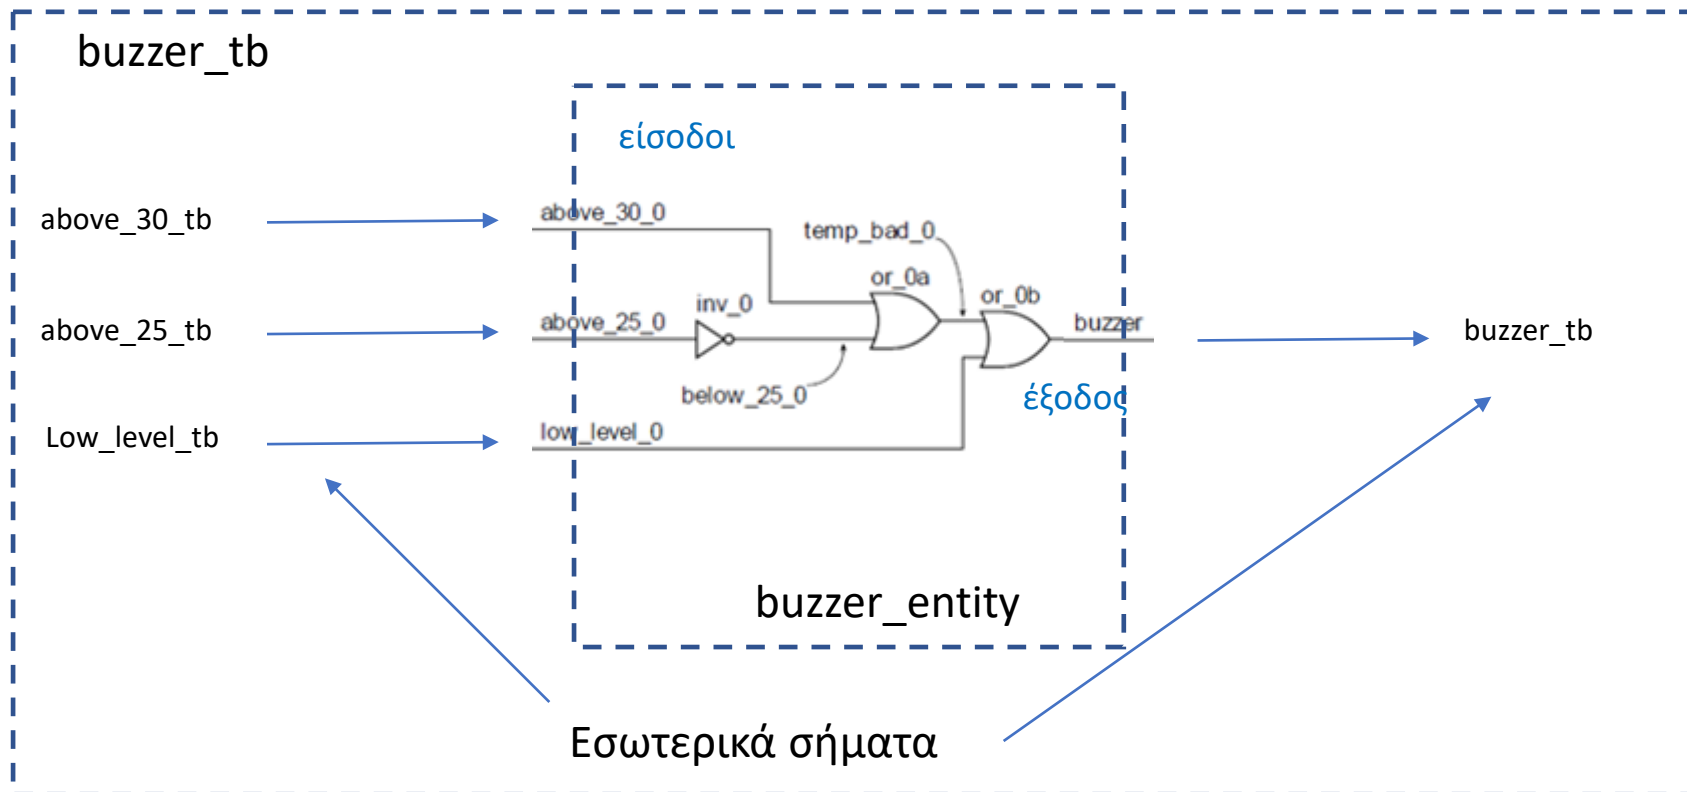 buzzer_tb
είσοδοι
above_30_tb
above_30_0
temp_bad_0
or_0a
or_0b
inv_0
above_25_tb
above_25_0
buzzer
buzzer_tb
below_25_0
έξοδος
Low_level_tb
low_level_0
buzzer_entity
Εσωτερικά σήματα